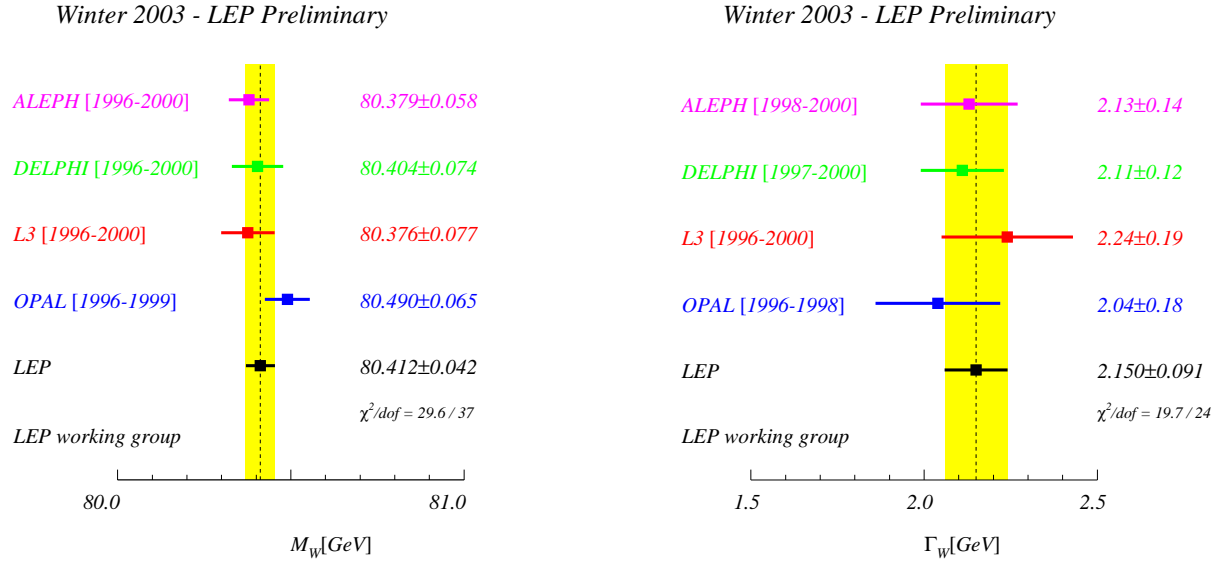 Winter 2003 - LEP Preliminary
ALEPH [1996-2000] 80.379±0.058
DELPHI [1996-2000] 80.404±0.074
L3 [1996-2000] 80.376±0.077
OPAL [1996-1999] 80.490±0.065
LEP 80.412±0.042
χ²/dof = 29.6 / 37
LEP working group
80.0 81.0
M_W[GeV]
Winter 2003 - LEP Preliminary
ALEPH [1998-2000] 2.13±0.14
DELPHI [1997-2000] 2.11±0.12
L3 [1996-2000] 2.24±0.19
OPAL [1996-1998] 2.04±0.18
LEP 2.150±0.091
χ²/dof = 19.7 / 24
LEP working group
1.5 2.0 2.5
Γ_W[GeV]